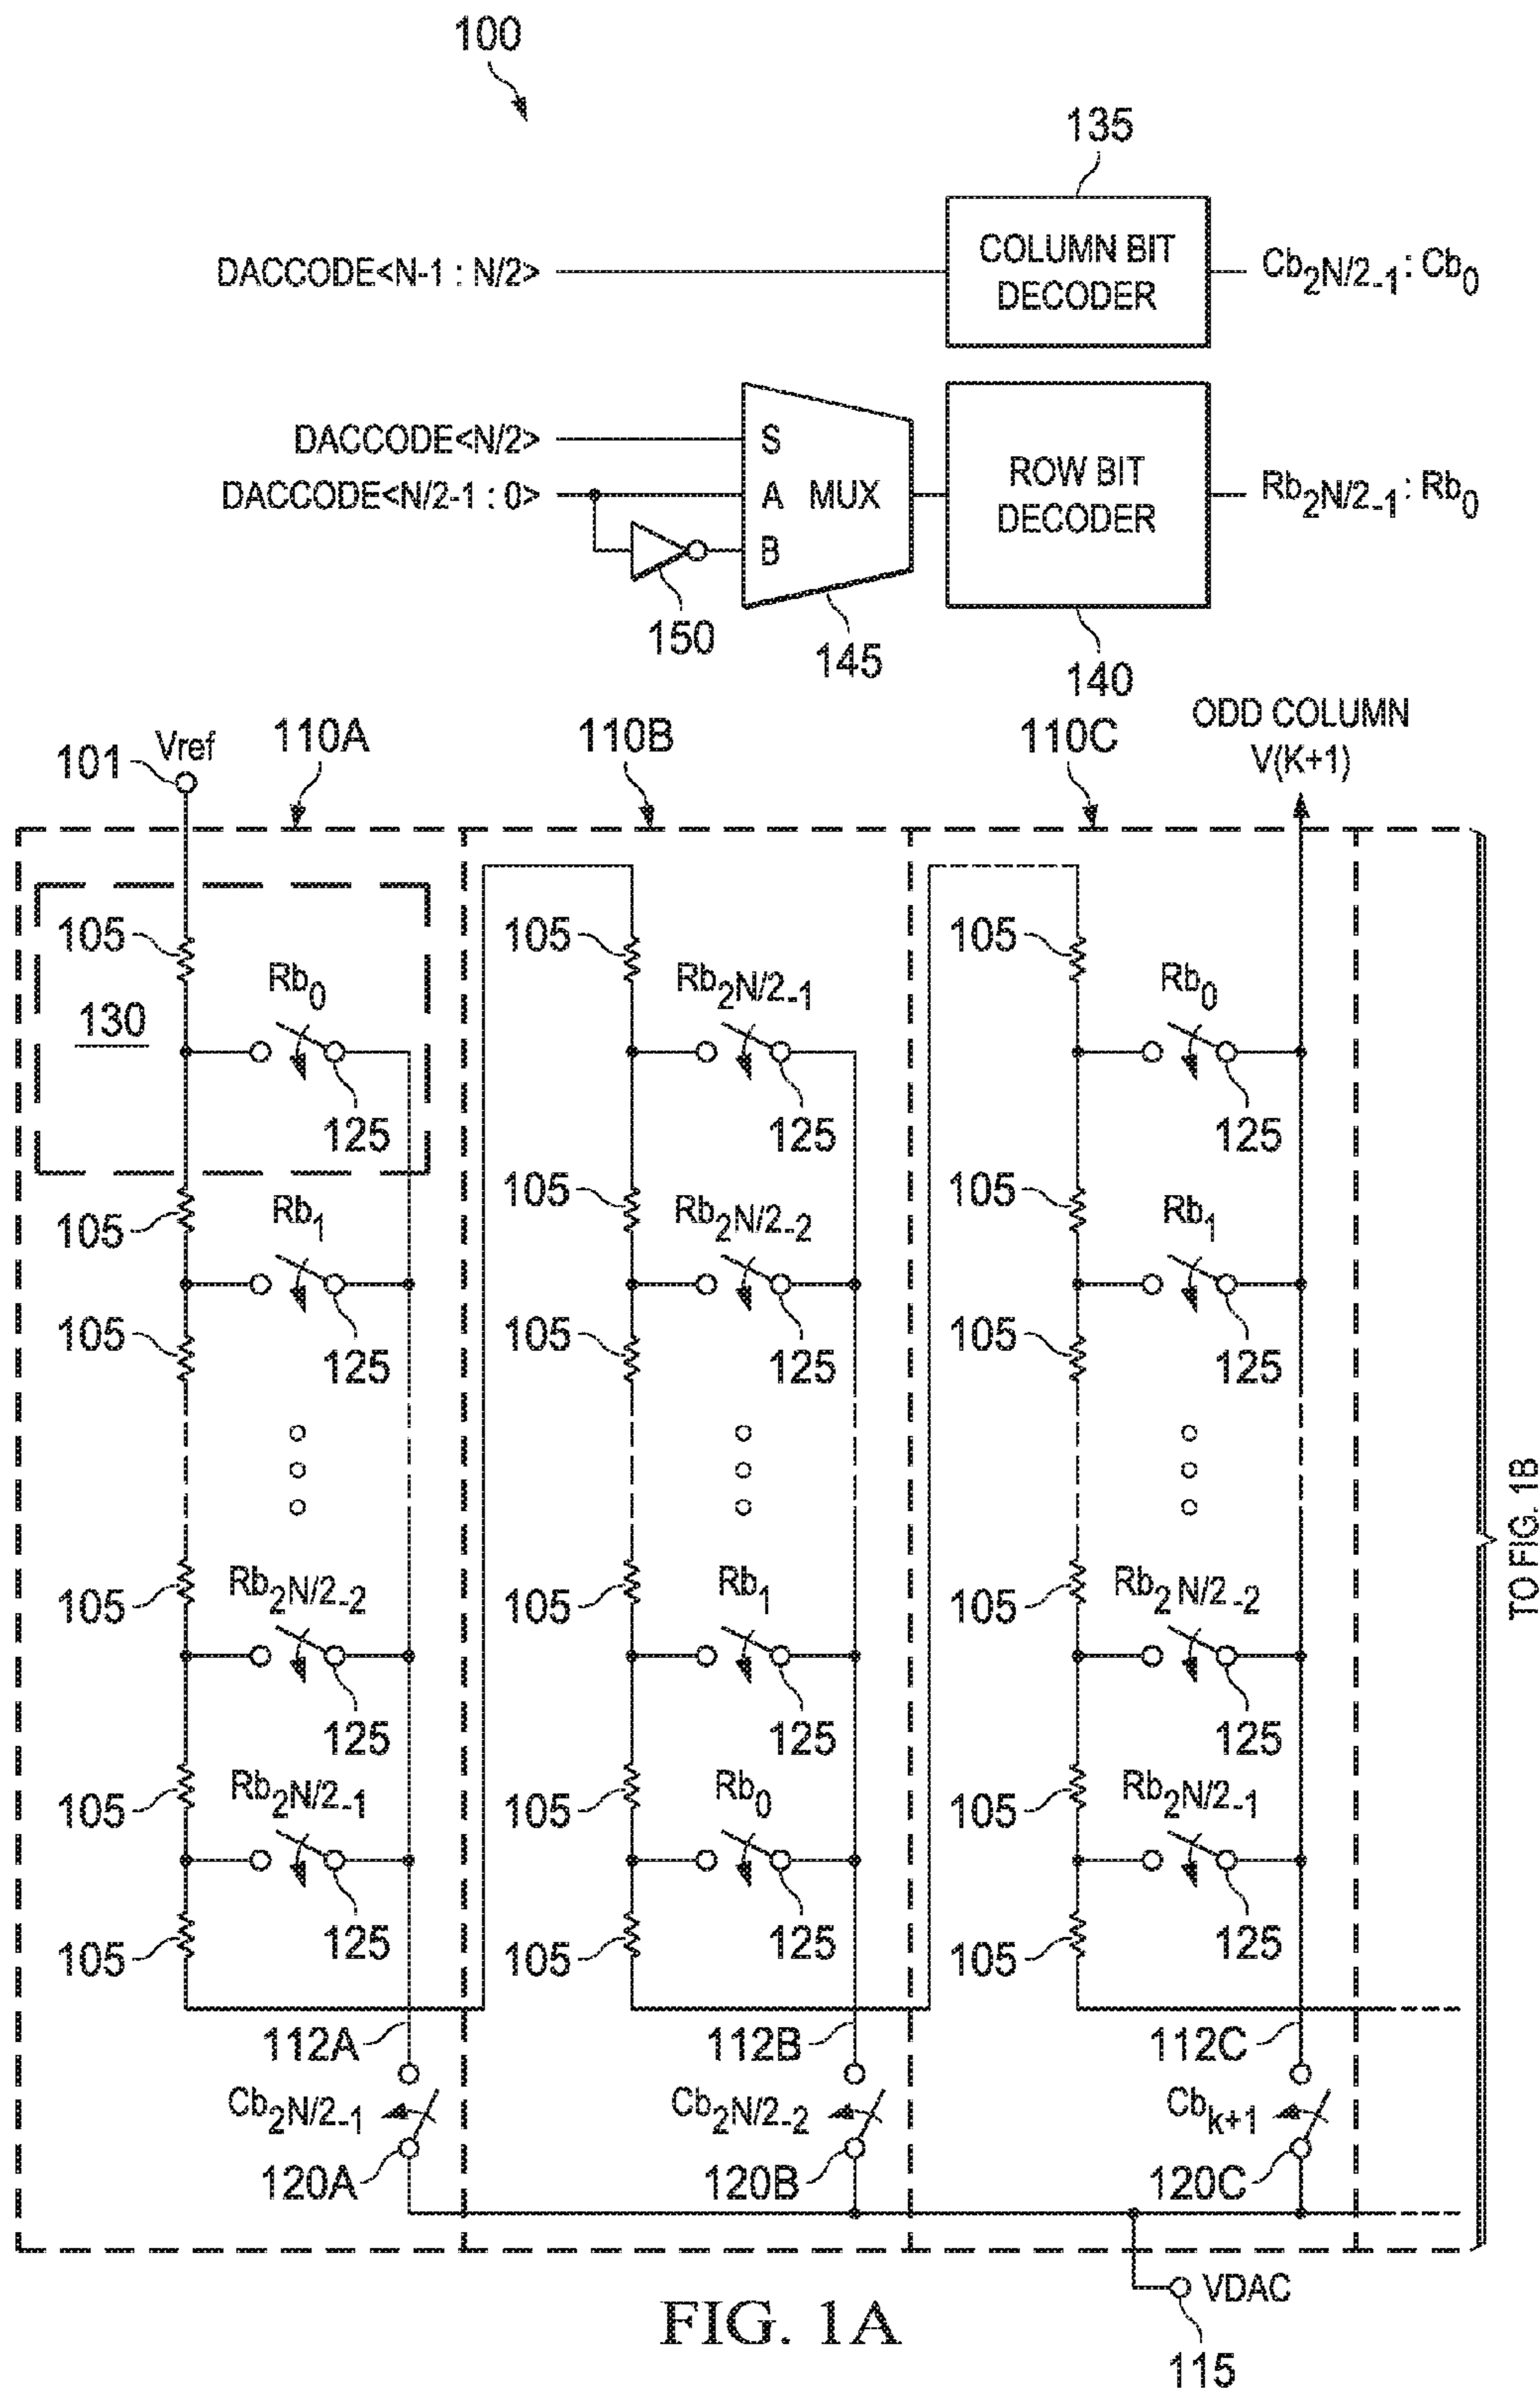 100
135
DACCODE<N-1 : N/2>
COLUMN BIT
DECODER
Cb2N/2-1 : Cb0
DACCODE<N/2>
S
DACCODE<N/2-1 : 0>
A MUX
B
ROW BIT
DECODER
Rb2N/2-1 : Rb0
150
145
140
101
Vref
110A
110B
110C
ODD COLUMN
V(K+1)
105
105
105
130
Rb0
Rb2N/2-1
Rb0
125
125
125
105
105
105
Rb1
Rb2N/2-2
Rb1
105
105
105
125
125
125
TO FIG. 1B
105
105
105
Rb2N/2-2
Rb1
Rb2N/2-2
125
125
125
105
105
105
Rb2N/2-1
Rb0
Rb2N/2-1
105
105
105
125
125
125
112A
112B
112C
Cb2N/2-1
Cb2N/2-2
Cbk+1
120A
120B
120C
VDAC
115
FIG. 1A